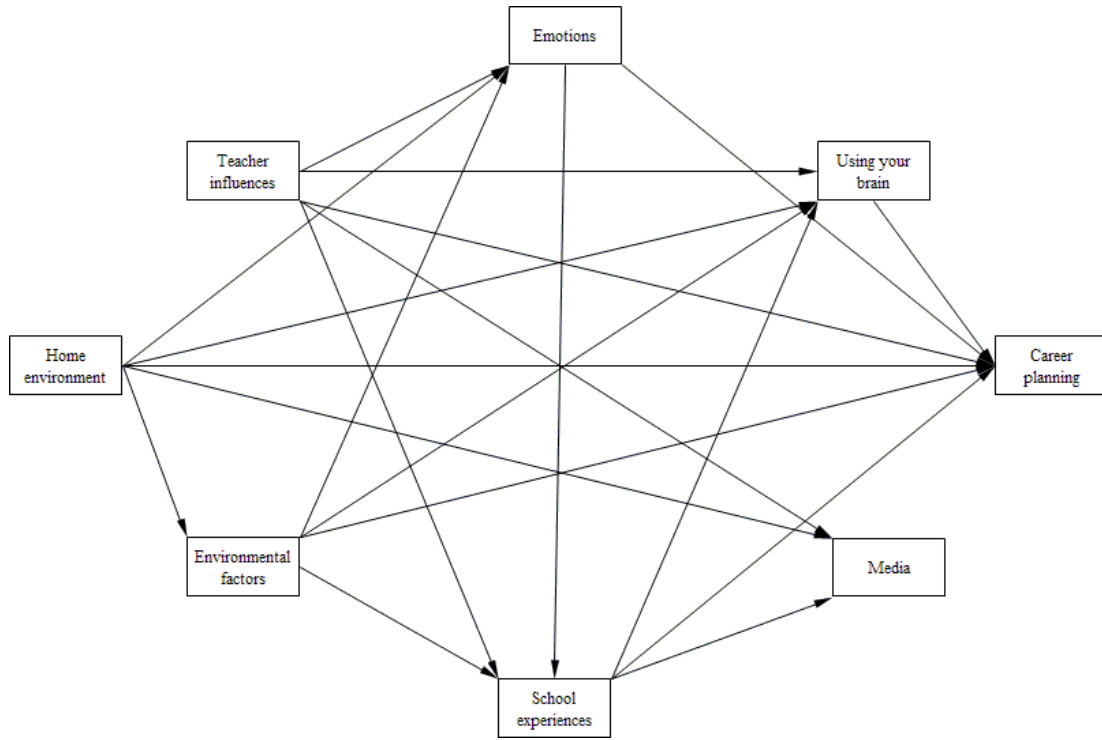 Emotions
Teacher
influences
Using your
brain
Home
environment
Career
planning
Environmental
factors
Media
School
experiences